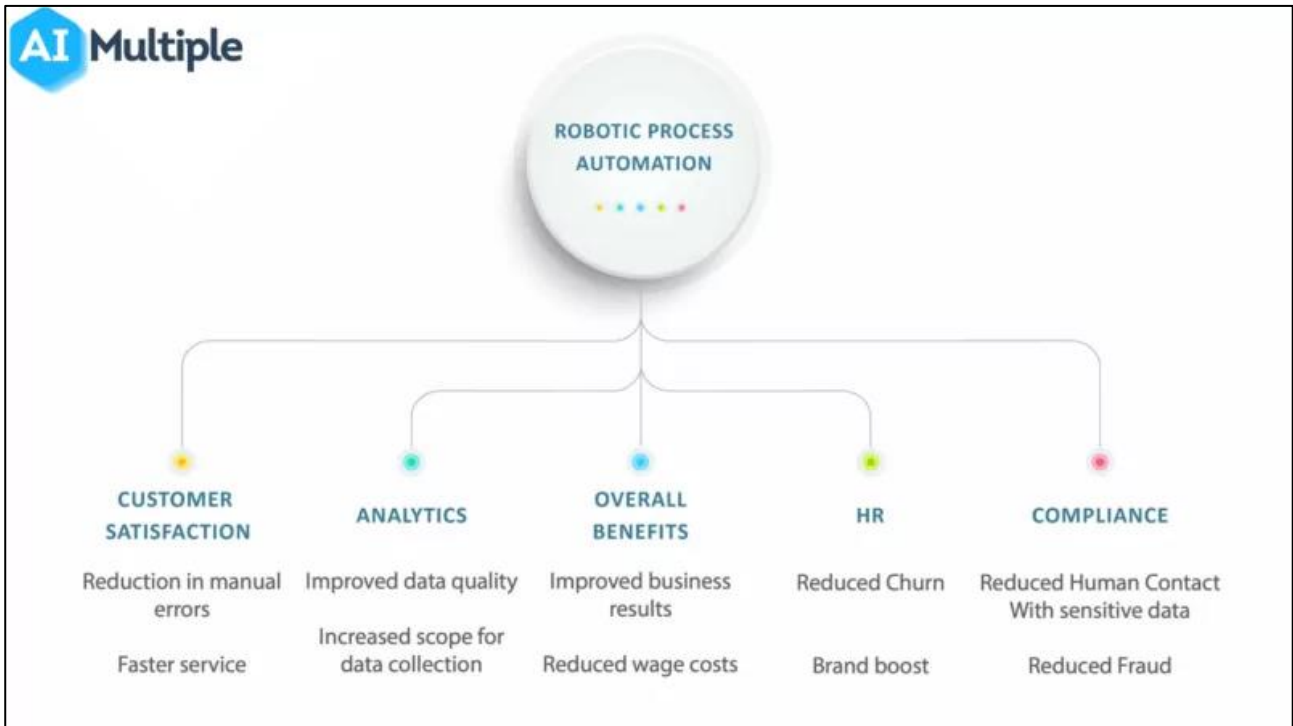 AI Multiple
ROBOTIC PROCESS
AUTOMATION
CUSTOMER
SATISFACTION
Reduction in manual
errors
Faster service
ANALYTICS
Improved data quality
Increased scope for
data collection
OVERALL
BENEFITS
Improved business
results
Reduced wage costs
HR
Reduced Churn
Brand boost
COMPLIANCE
Reduced Human Contact
With sensitive data
Reduced Fraud